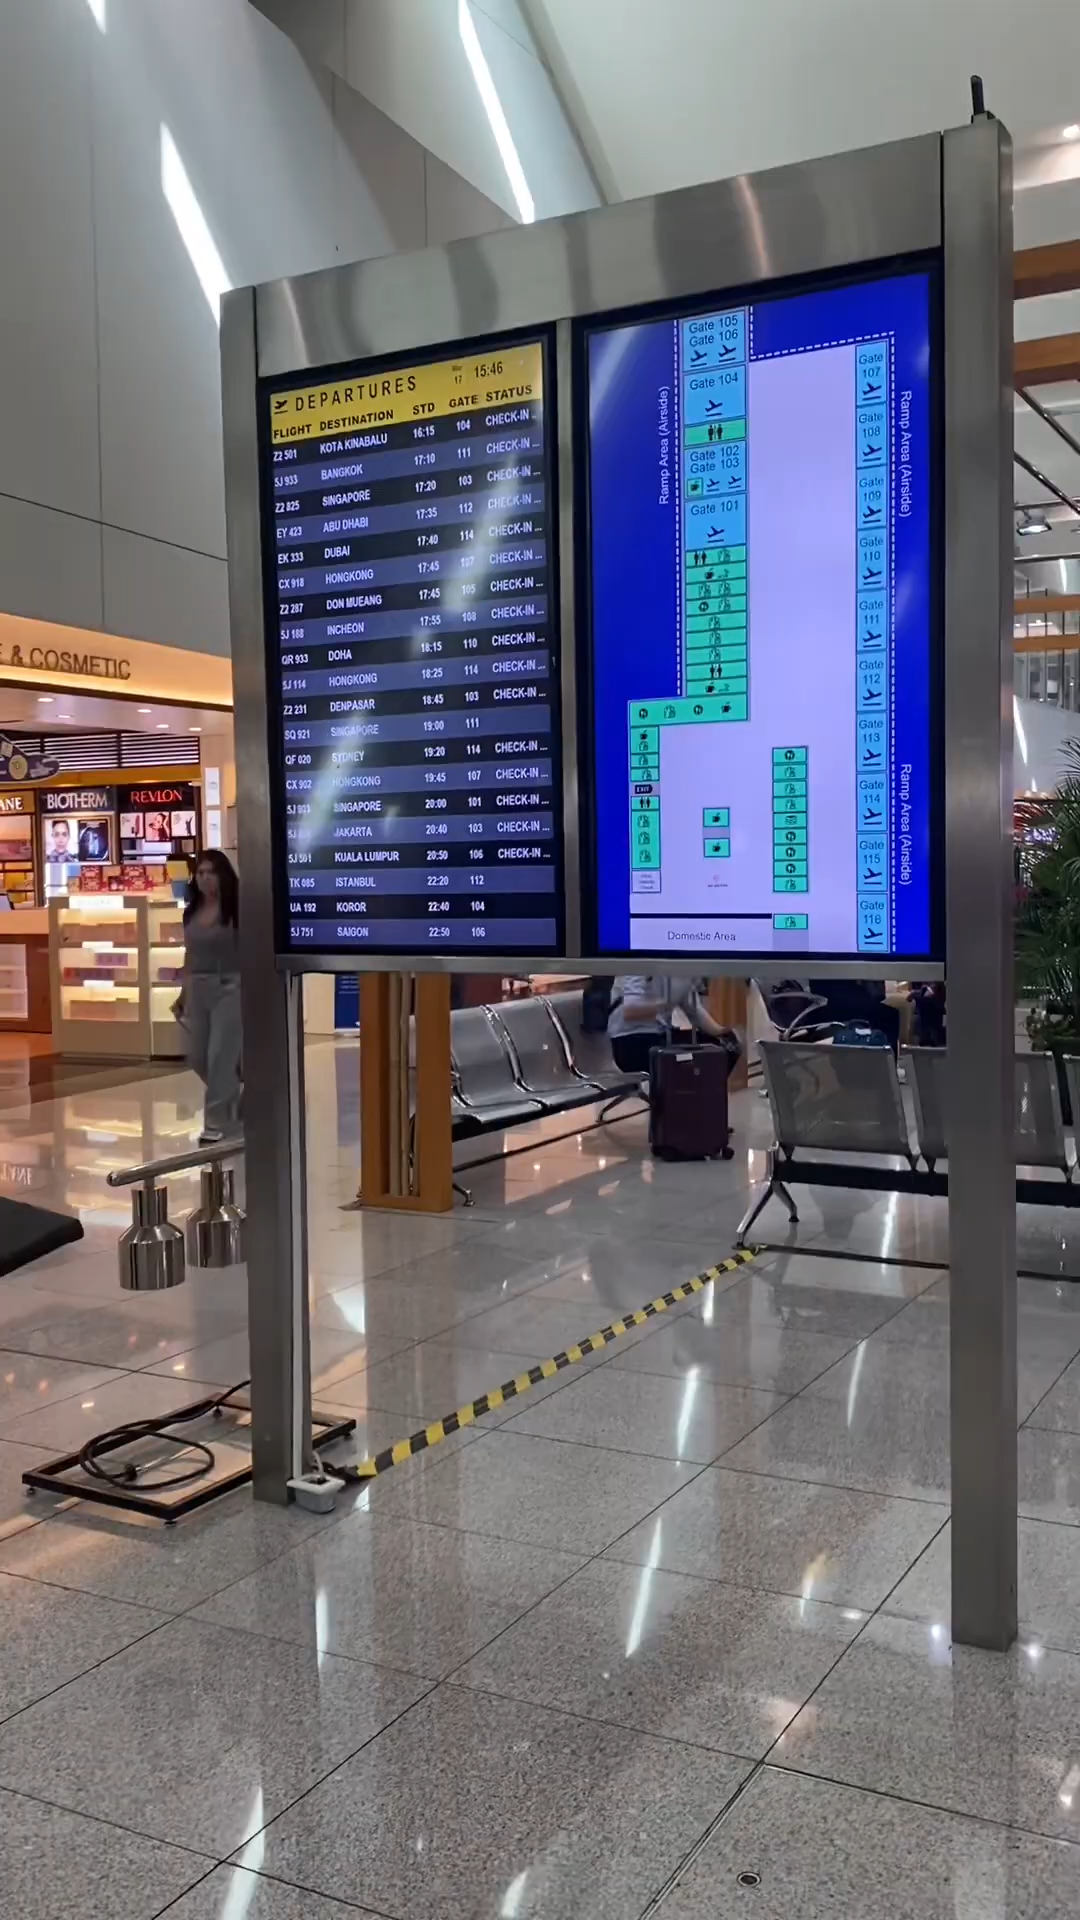 E & COSMETIC
ANE
BIOTHERM
REVLON
DEPARTURES
Mar 17 15:46
FLIGHT DESTINATION STD GATE STATUS
Z2 501 KOTA KINABALU 16:15 104 CHECK-IN ..
5J 933 BANGKOK 17:10 111 CHECK-IN ...
Z2 825 SINGAPORE 17:20 103 CHECK-IN ...
EY 423 ABU DHABI 17:35 112 CHECK-IN ...
EK 333 DUBAI 17:40 114 CHECK-IN ...
CX 918 HONGKONG 17:45 107 CHECK-IN ...
Z2 287 DON MUEANG 17:45 105 CHECK-IN ...
5J 188 INCHEON 17:55 108 CHECK-IN ...
QR 933 DOHA 18:15 110 CHECK-IN ...
5J 114 HONGKONG 18:25 114 CHECK-IN ...
Z2 231 DENPASAR 18:45 103 CHECK-IN ...
SQ 921 SINGAPORE 19:00 111
QF 020 SYDNEY 19:20 114 CHECK-IN ...
CX 902 HONGKONG 19:45 107 CHECK-IN ...
5J SINGAPORE 20:00 101 CHECK-IN ...
5J JAKARTA 20:40 103 CHECK-IN ...
5J 501 KUALA LUMPUR 20:50 106 CHECK-IN ...
TK 085 ISTANBUL 22:20 112
UA 192 KOROR 22:40 104
5J 751 SAIGON 22:50 106
Gate 105
Gate 106
Gate 104
Gate 102
Gate 103
Gate 101
Ramp Area (Airside)
EXIT
Domestic Area
Gate 107
Gate 108
Gate 109
Gate 110
Gate 111
Gate 112
Gate 113
Gate 114
Gate 115
Gate 116
Ramp Area (Airside)
Ramp Area (Airside)